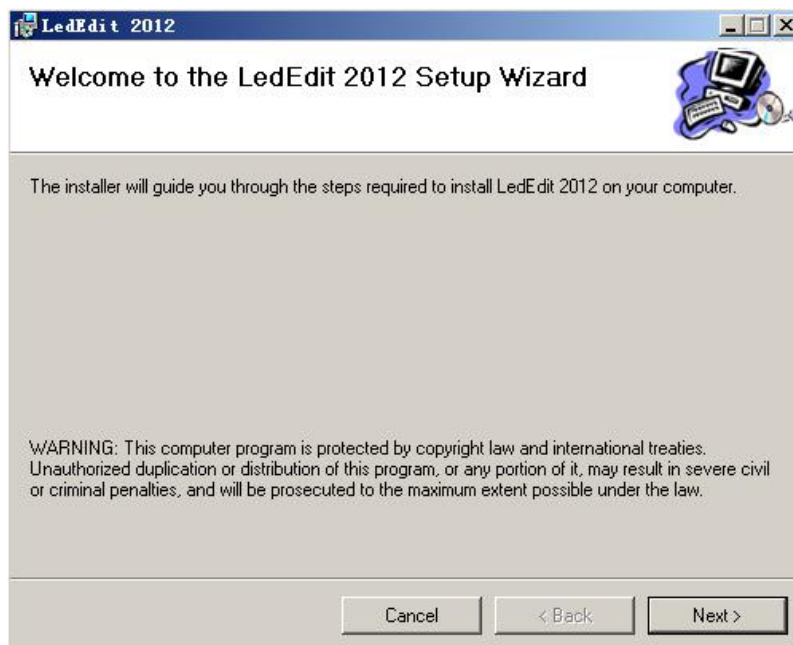 LedEdit 2012
Welcome to the LedEdit 2012 Setup Wizard
The installer will guide you through the steps required to install LedEdit 2012 on your computer.
WARNING: This computer program is protected by copyright law and international treaties.
Unauthorized duplication or distribution of this program, or any portion of it, may result in severe civil
or criminal penalties, and will be prosecuted to the maximum extent possible under the law.
Cancel
< Back
Next >